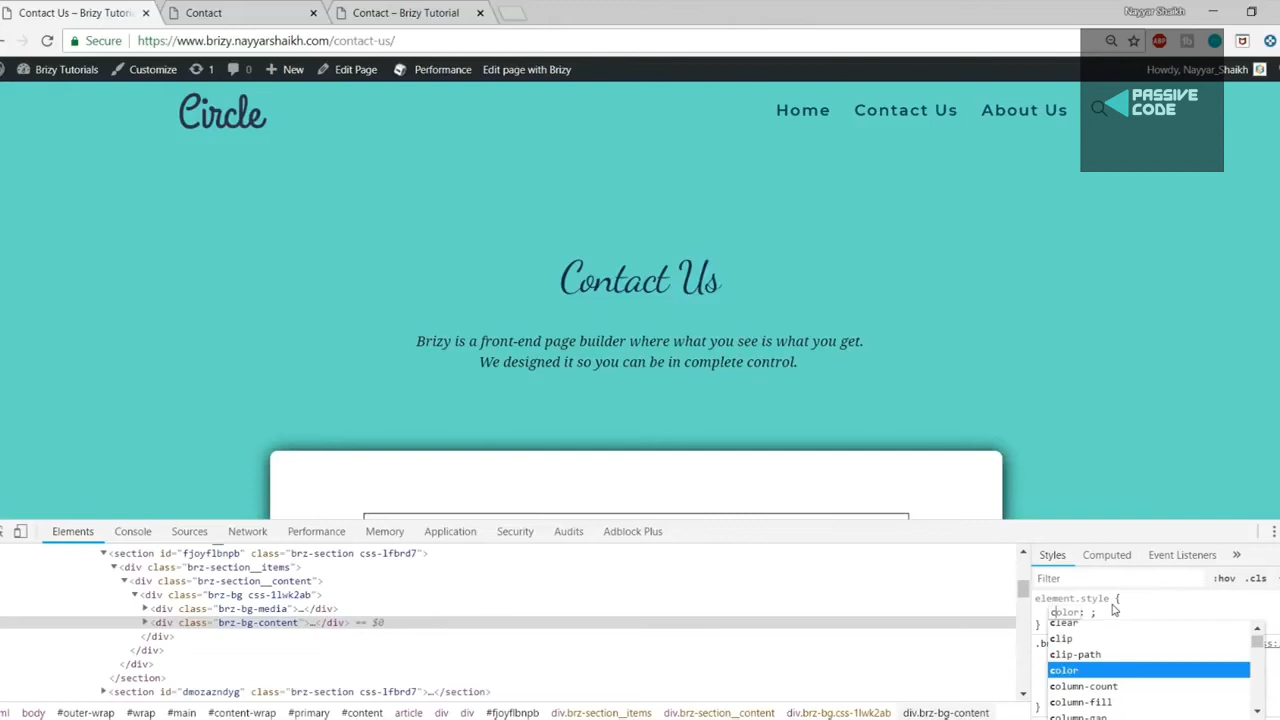 Contact Us – Brizy Tutori
Contact
Contact – Brizy Tutorial
Nayyar Shaikh
Secure
https://www.brizy.nayyarshaikh.com/contact-us/
ABP
Brizy Tutorials
Customize
1
0
New
Edit Page
Performance
Edit page with Brizy
Howdy, Nayyar_Shaikh
Circle
Home
Contact Us
About Us
PASSIVE
CODE
Contact Us
Brizy is a front-end page builder where what you see is what you get.
We designed it so you can be in complete control.
Elements
Console
Sources
Network
Performance
Memory
Application
Security
Audits
Adblock Plus
<section id="fjoyflbnpb" class="brz-section css-lfbrd7">
<div class="brz-section__items">
<div class="brz-section__content">
<div class="brz-bg css-1lwk2ab">
<div class="brz-bg-media">…</div>
<div class="brz-bg-content">…</div> == $0
</div>
</div>
</div>
</section>
<section id="dmozazndyg" class="brz-section css-lfbrd7">…</section>
ml body #outer-wrap #wrap #main #content-wrap #primary #content article div div #fjoyflbnpb div.brz-section__items div.brz-section__content div.brz-bg.css-1lwk2ab div.brz-bg-content
Styles
Computed
Event Listeners
»
Filter
:hov
.cls
element.style {
color: ;
}
clear
clip
clip-path
color
column-count
column-fill
column-gap
}